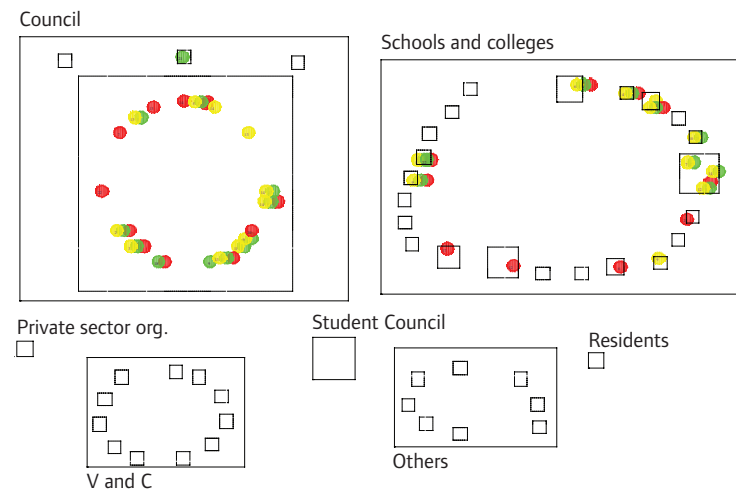 Council
Schools and colleges
Private sector org.
Student Council
Residents
V and C
Others